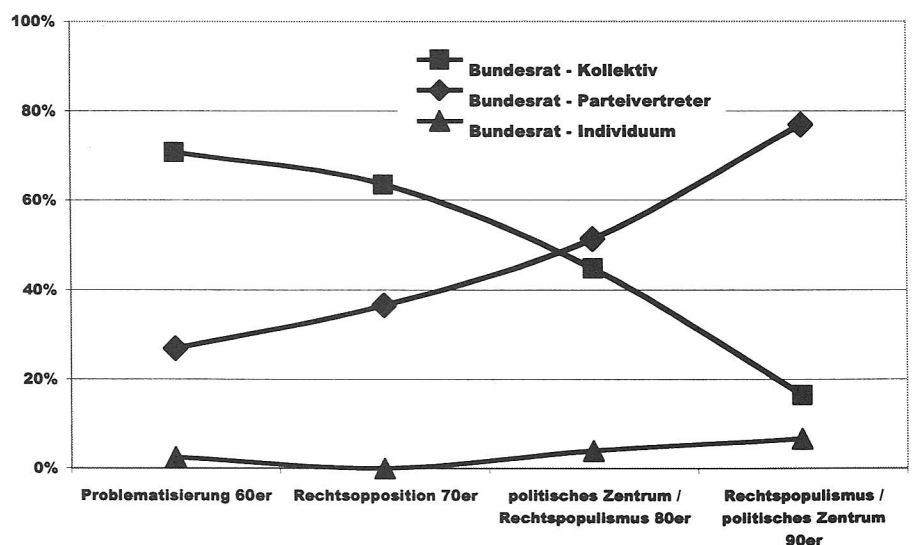 100%
80%
60%
40%
20%
0%
Bundesrat - Kollektiv
Bundesrat - Parteivertreter
Bundesrat - Individuum
Problematisierung 60er
Rechtsopposition 70er
politisches Zentrum /
Rechtspopulismus 80er
Rechtspopulismus /
politisches Zentrum
90er